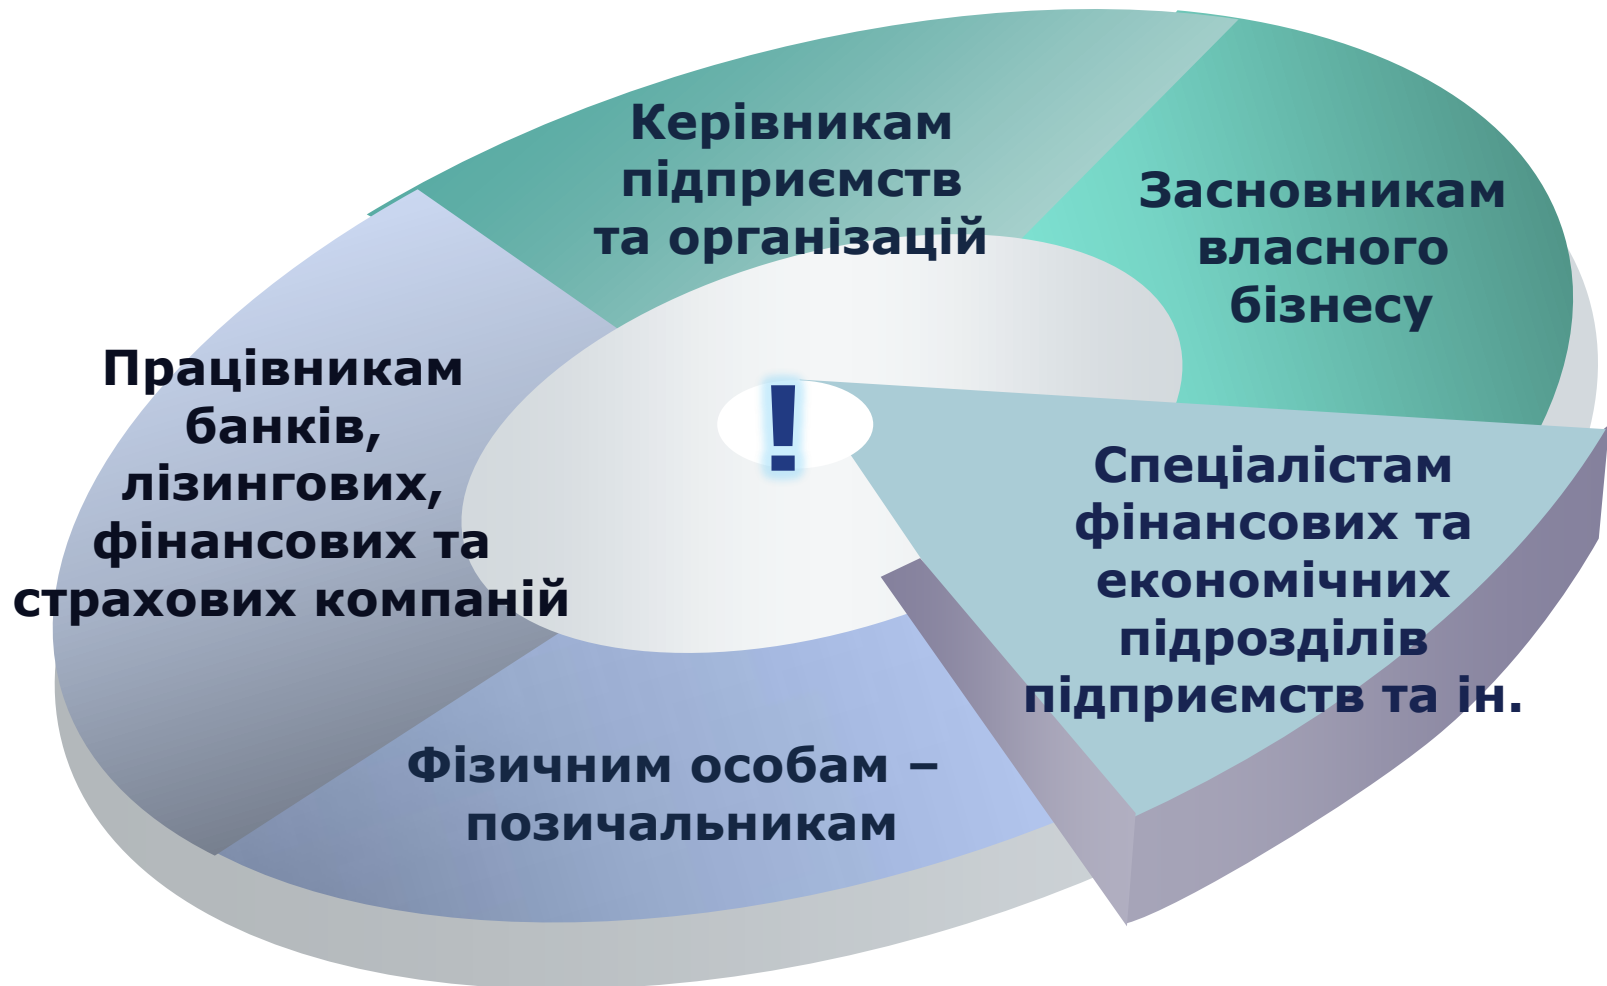 Керівникам
підприємств
та організацій
Засновникам
власного
бізнесу
Працівникам
банків,
лізингових,
фінансових та
страхових компаній
!
Спеціалістам
фінансових та
економічних
підрозділів
підприємств та ін.
Фізичним особам –
позичальникам